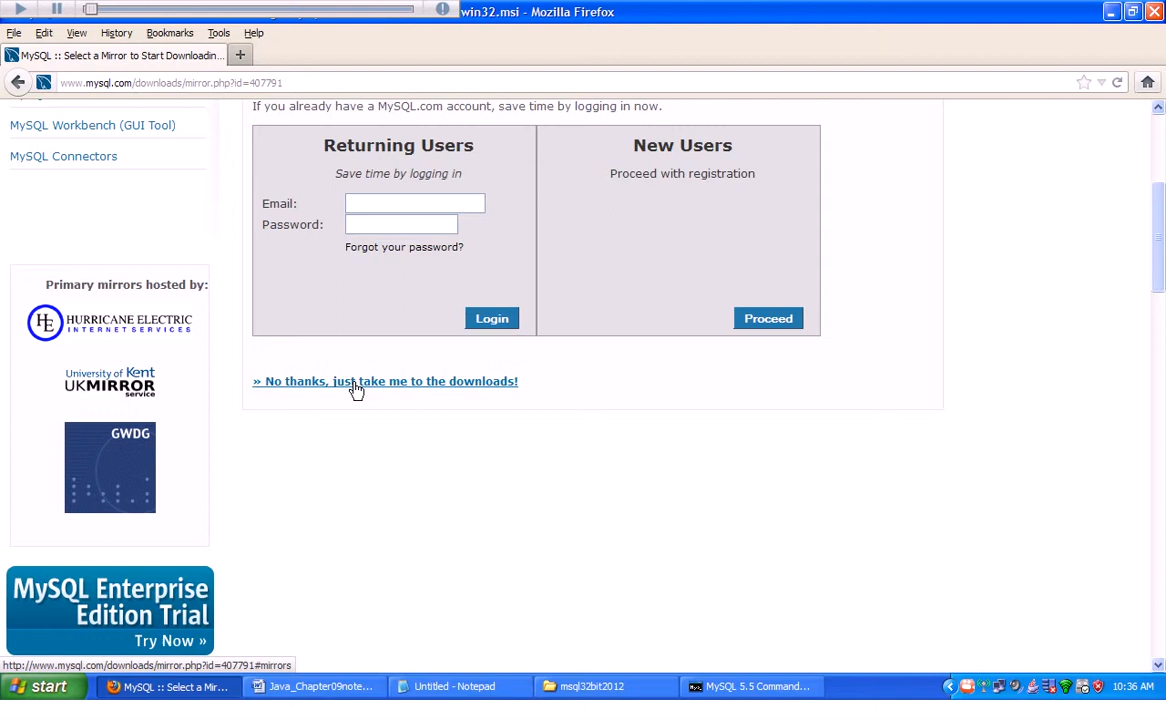 win32.msi - Mozilla Firefox
File Edit View History Bookmarks Tools Help
MySQL :: Select a Mirror to Start Downloadin...
www.mysql.com/downloads/mirror.php?id=407791
If you already have a MySQL.com account, save time by logging in now.
MySQL Workbench (GUI Tool)
MySQL Connectors
Returning Users
Save time by logging in
Email:
Password:
Forgot your password?
Login
New Users
Proceed with registration
Proceed
» No thanks, just take me to the downloads!
Primary mirrors hosted by:
HE HURRICANE ELECTRIC
INTERNET SERVICES
University of Kent
UKMIRROR
service
GWDG
MySQL Enterprise
Edition Trial
Try Now »
http://www.mysql.com/downloads/mirror.php?id=407791#mirrors
start
MySQL :: Select a Mir...
Java_Chapter09note...
Untitled - Notepad
msql32bit2012
MySQL 5.5 Command...
10:36 AM